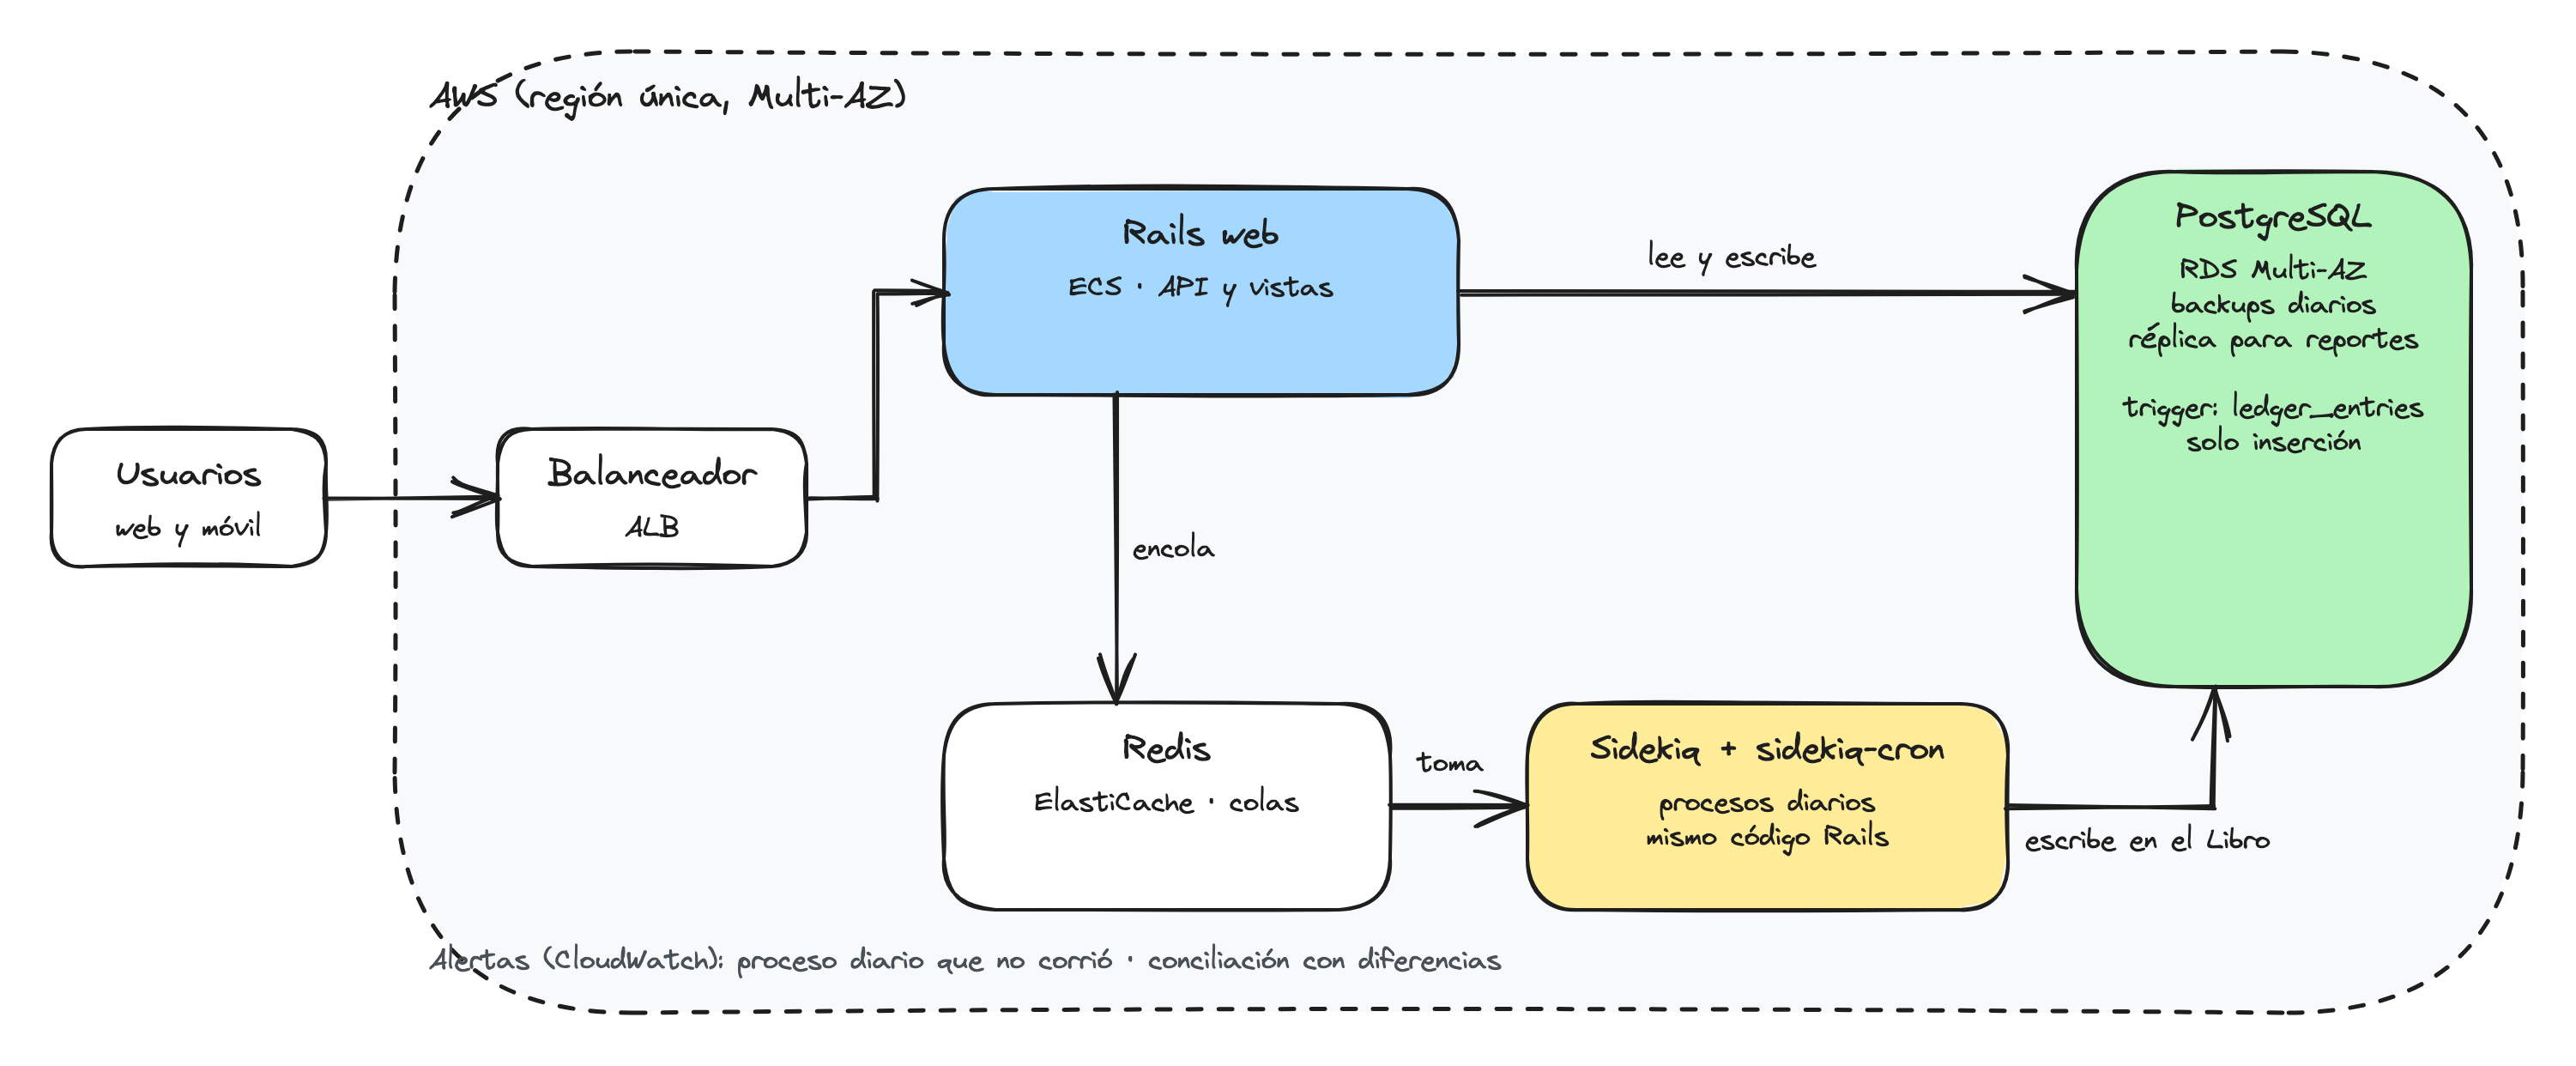 AWS (región única, Multi-AZ)
Rails web
ECS · API y vistas
lee y escribe
PostgreSQL
RDS Multi-AZ
backups diarios
réplica para reportes
trigger: ledger_entries
solo inserción
Usuarios
web y móvil
Balanceador
ALB
encola
Redis
ElastiCache · colas
toma
Sidekiq + sidekiq-cron
procesos diarios
mismo código Rails
escribe en el Libro
Alertas (CloudWatch): proceso diario que no corrió · conciliación con diferencias